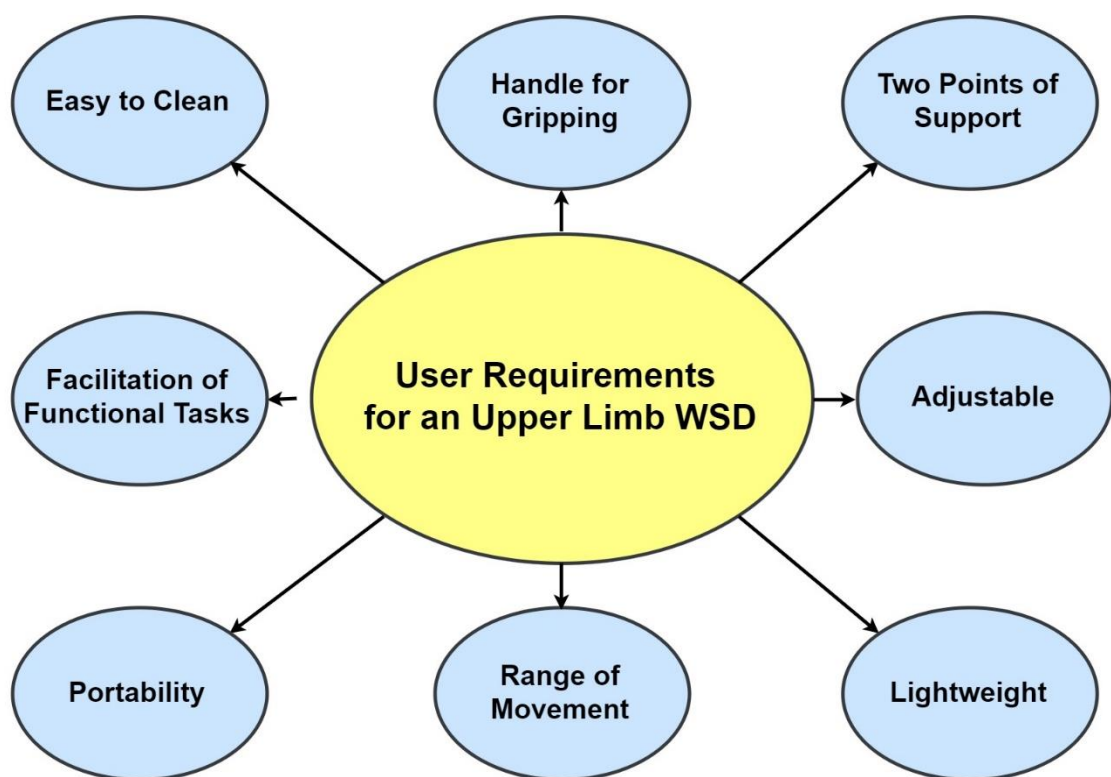 Easy to Clean
Handle for
Gripping
Two Points of
Support
Facilitation of
Functional Tasks
User Requirements
for an Upper Limb WSD
Adjustable
Portability
Range of
Movement
Lightweight